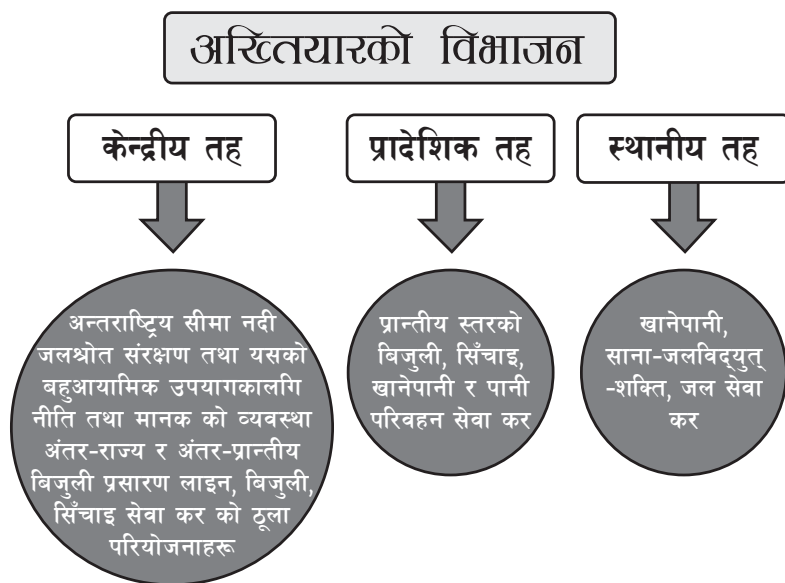 अख्तियारको विभाजन
केन्द्रीय तह
प्रादेशिक तह
स्थानीय तह
अन्तराष्ट्रिय सीमा नदी
जलश्रोत संरक्षण तथा यसको
बहुआयामिक उपयागकालगि
नीति तथा मानक को व्यवस्था
अंतर-राज्य र अंतर-प्रान्तीय
बिजुली प्रसारण लाइन, बिजुली,
सिँचाइ सेवा कर को ठूला
परियोजनाहरू
प्रान्तीय स्तरको
बिजुली, सिँचाइ,
खानेपानी र पानी
परिवहन सेवा कर
खानेपानी,
साना-जलविद्‌युत्
-शक्ति, जल सेवा
कर